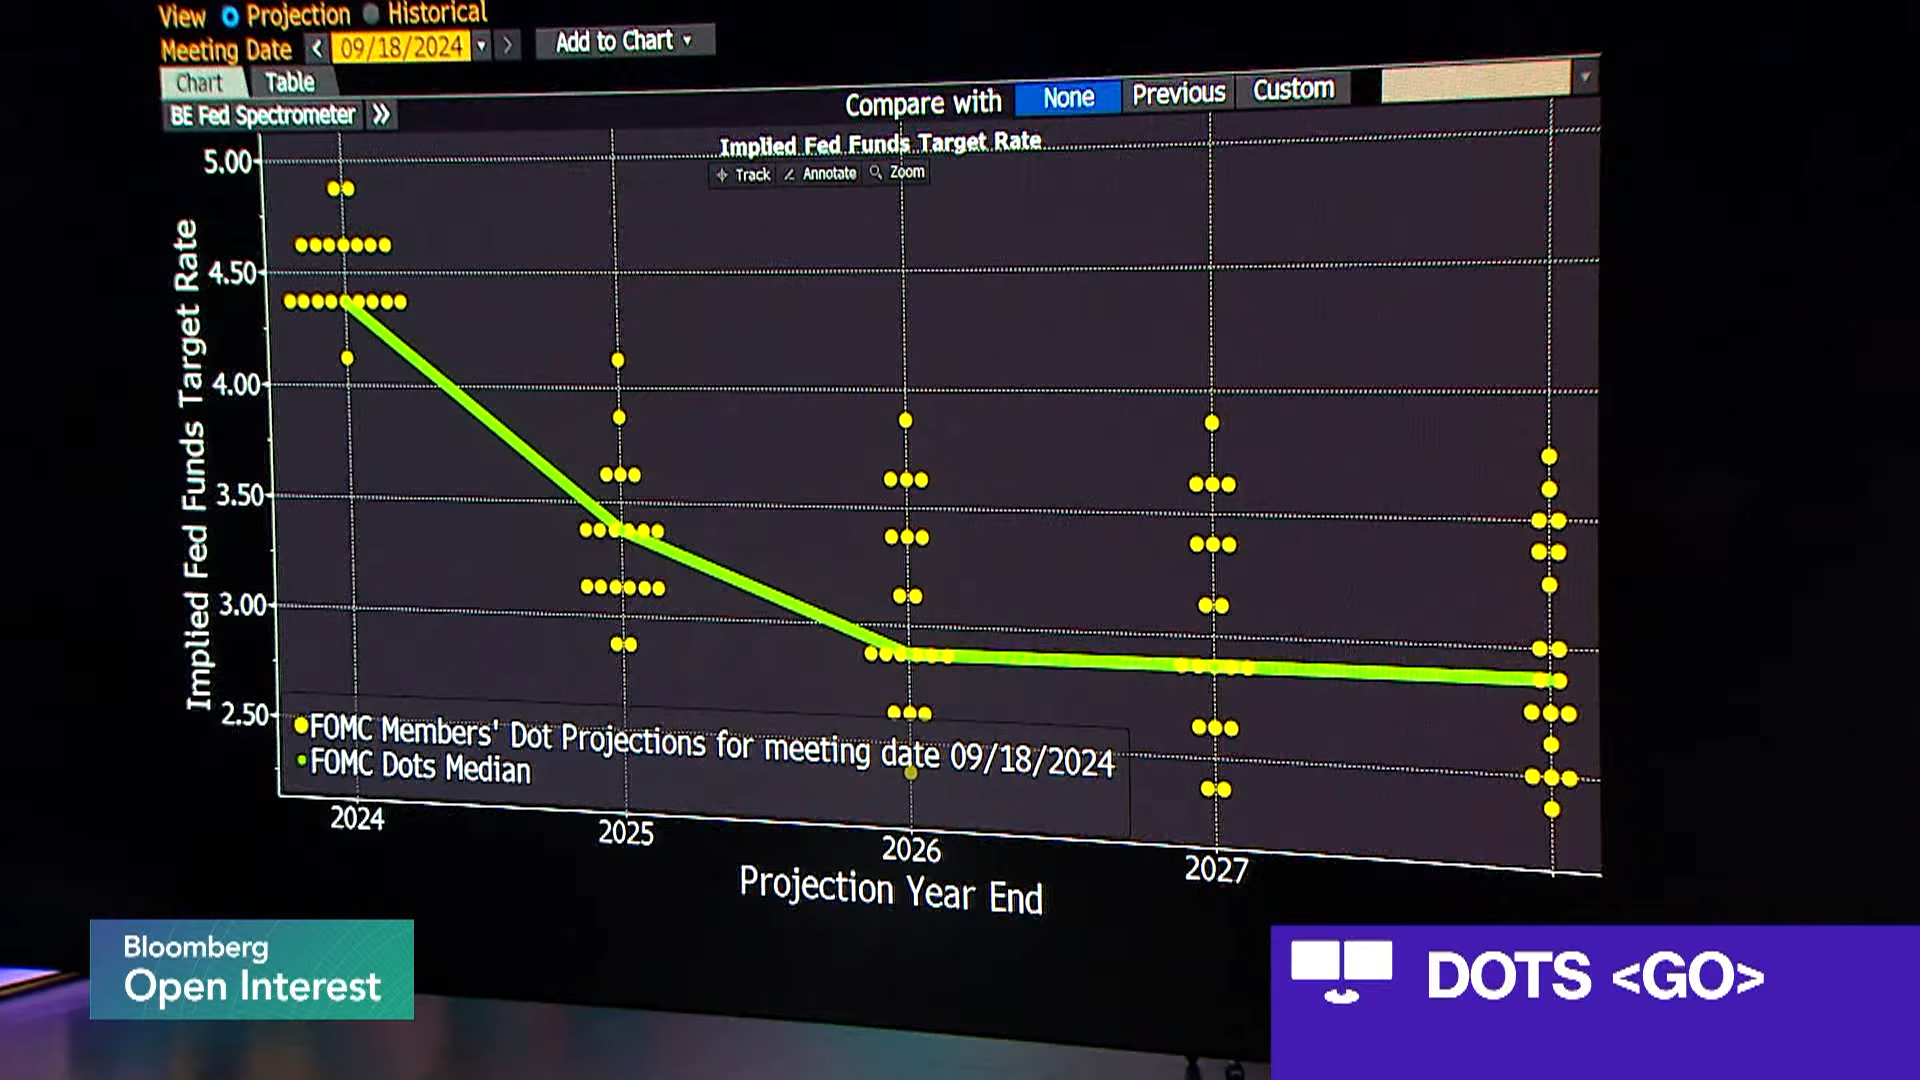 View Projection Historical
Meeting Date < 09/18/2024 > Add to Chart
Chart Table
BE Fed Spectrometer »
Compare with None Previous Custom
Implied Fed Funds Target Rate
Track Annotate Zoom
Implied Fed Funds Target Rate
5.00
4.50
4.00
3.50
3.00
2.50
FOMC Members' Dot Projections for meeting date 09/18/2024
FOMC Dots Median
2024
2025
2026
2027
Projection Year End
Bloomberg
Open Interest
DOTS <GO>